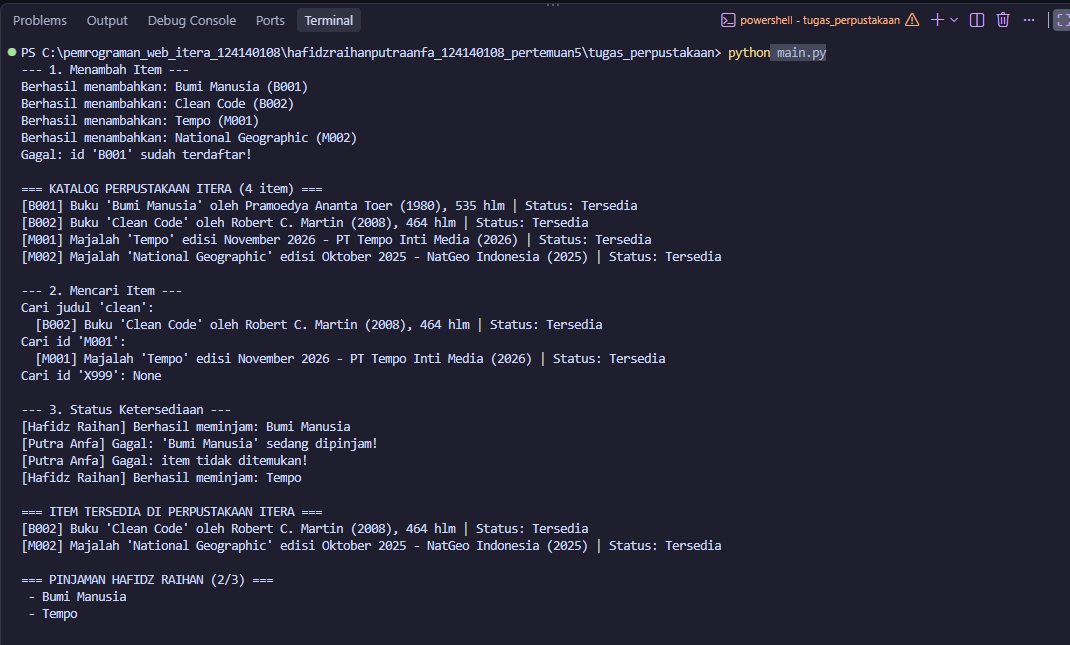 Problems Output Debug Console Ports Terminal powershell - tugas_perpustakaan
PS C:\pemrograman_web_itera_124140108\hafidzraihanputraanfa_124140108_pertemuan5\tugas_perpustakaan> python main.py
--- 1. Menambah Item ---
Berhasil menambahkan: Bumi Manusia (B001)
Berhasil menambahkan: Clean Code (B002)
Berhasil menambahkan: Tempo (M001)
Berhasil menambahkan: National Geographic (M002)
Gagal: id 'B001' sudah terdaftar!

=== KATALOG PERPUSTAKAAN ITERA (4 item) ===
[B001] Buku 'Bumi Manusia' oleh Pramoedya Ananta Toer (1980), 535 hlm | Status: Tersedia
[B002] Buku 'Clean Code' oleh Robert C. Martin (2008), 464 hlm | Status: Tersedia
[M001] Majalah 'Tempo' edisi November 2026 - PT Tempo Inti Media (2026) | Status: Tersedia
[M002] Majalah 'National Geographic' edisi Oktober 2025 - NatGeo Indonesia (2025) | Status: Tersedia

--- 2. Mencari Item ---
Cari judul 'clean':
  [B002] Buku 'Clean Code' oleh Robert C. Martin (2008), 464 hlm | Status: Tersedia
Cari id 'M001':
  [M001] Majalah 'Tempo' edisi November 2026 - PT Tempo Inti Media (2026) | Status: Tersedia
Cari id 'X999': None

--- 3. Status Ketersediaan ---
[Hafidz Raihan] Berhasil meminjam: Bumi Manusia
[Putra Anfa] Gagal: 'Bumi Manusia' sedang dipinjam!
[Putra Anfa] Gagal: item tidak ditemukan!
[Hafidz Raihan] Berhasil meminjam: Tempo

=== ITEM TERSEDIA DI PERPUSTAKAAN ITERA ===
[B002] Buku 'Clean Code' oleh Robert C. Martin (2008), 464 hlm | Status: Tersedia
[M002] Majalah 'National Geographic' edisi Oktober 2025 - NatGeo Indonesia (2025) | Status: Tersedia

=== PINJAMAN HAFIDZ RAIHAN (2/3) ===
 - Bumi Manusia
 - Tempo